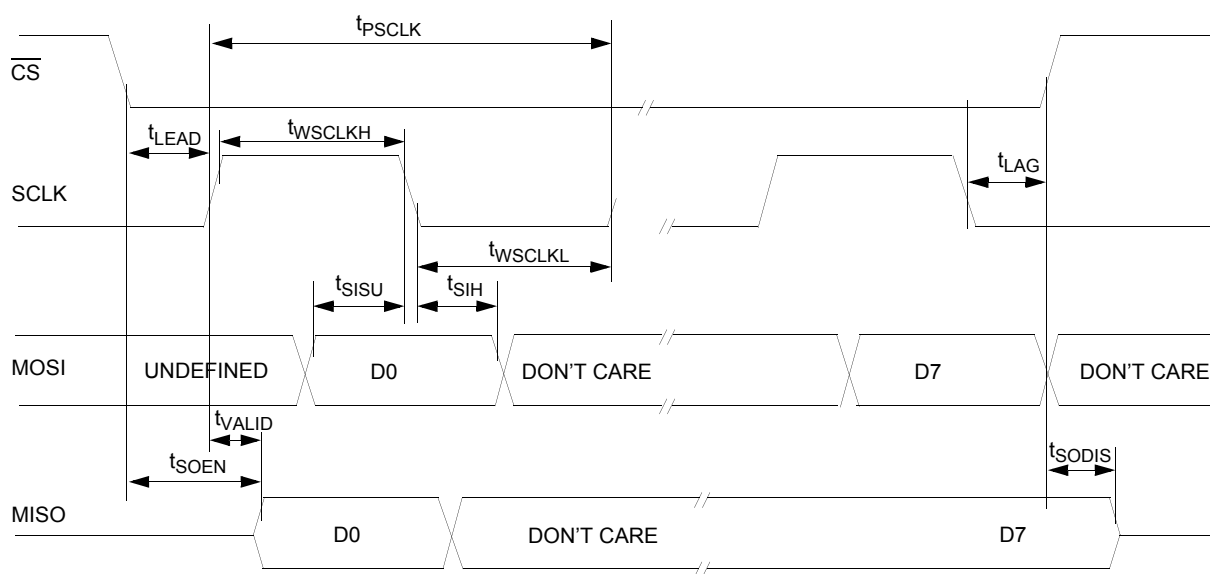 tPSCLK
CS
tLEAD
tWSCLKH
tLAG
SCLK
tWSCLKL
tSISU
tSIH
MOSI
UNDEFINED
D0
DON'T CARE
D7
DON'T CARE
tVALID
tSOEN
tSODIS
MISO
D0
DON'T CARE
D7